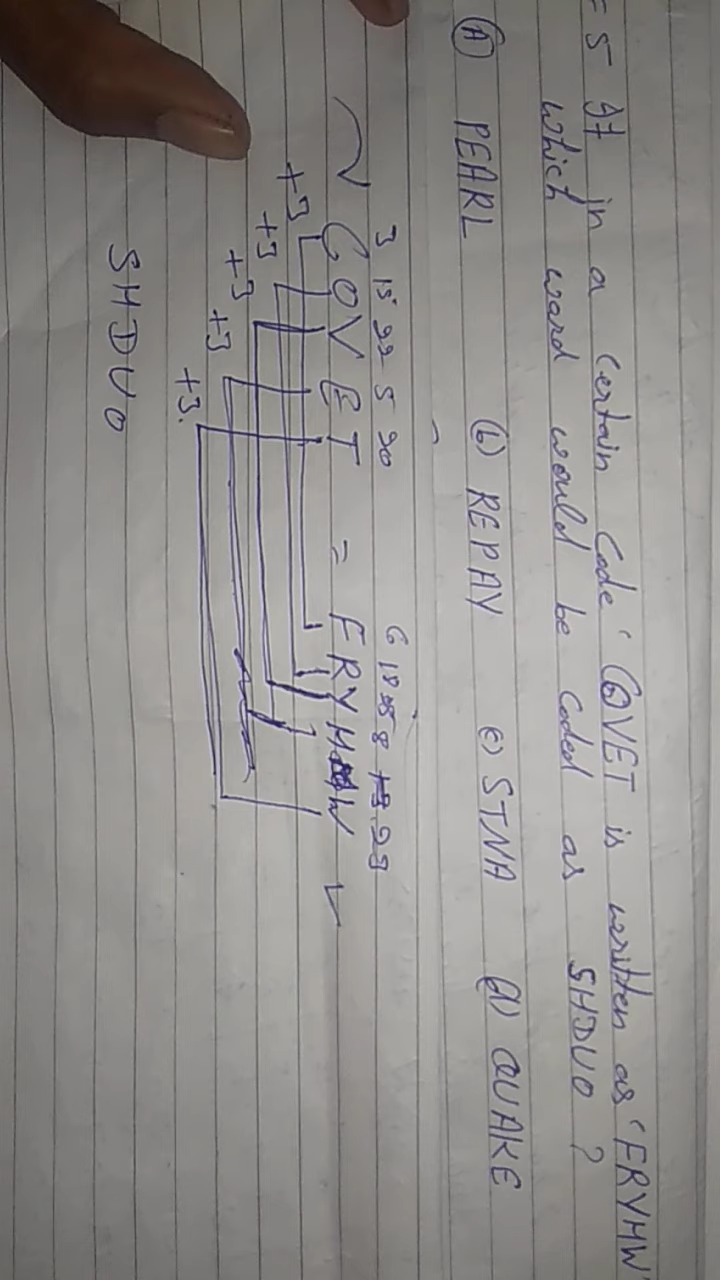 = 5 If in a certain Code ' COVET is written as 'FRYHW
which word would be coded as SHDUO ?
(A) PEARL (b) REPAY c) STNA (d) QUAKE
3 15 22 5 20 6 18 25 8 23
COVET = FRYHW ✓
+3
+3
+3
+3
+3.
SHDUO